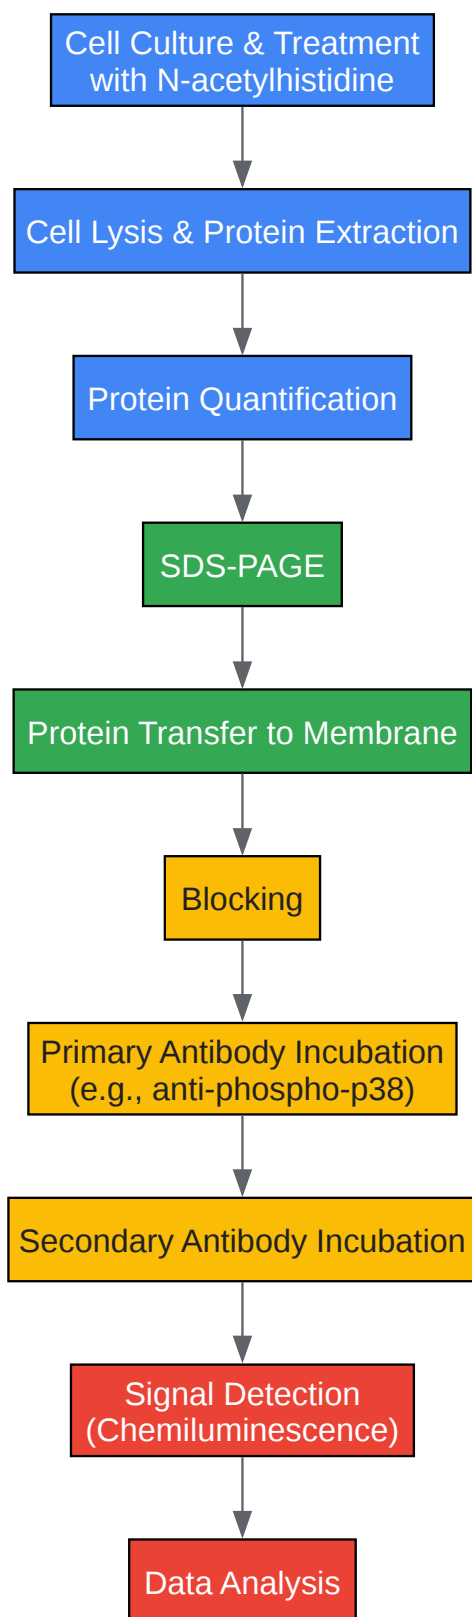 Cell Culture & Treatment
with N-acetylhistidine
Cell Lysis & Protein Extraction
Protein Quantification
SDS-PAGE
Protein Transfer to Membrane
Blocking
Primary Antibody Incubation
(e.g., anti-phospho-p38)
Secondary Antibody Incubation
Signal Detection
(Chemiluminescence)
Data Analysis